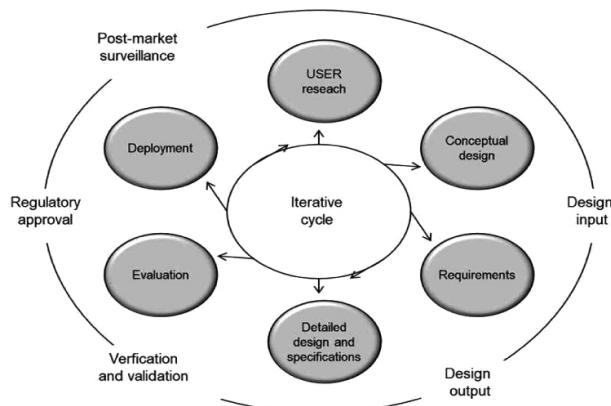 Post-market
surveillance
USER
reseach
Deployment
Conceptual
design
Regulatory
approval
Iterative
cycle
Design
input
Evaluation
Requirements
Detailed
design and
specifications
Verfication
and validation
Design
output